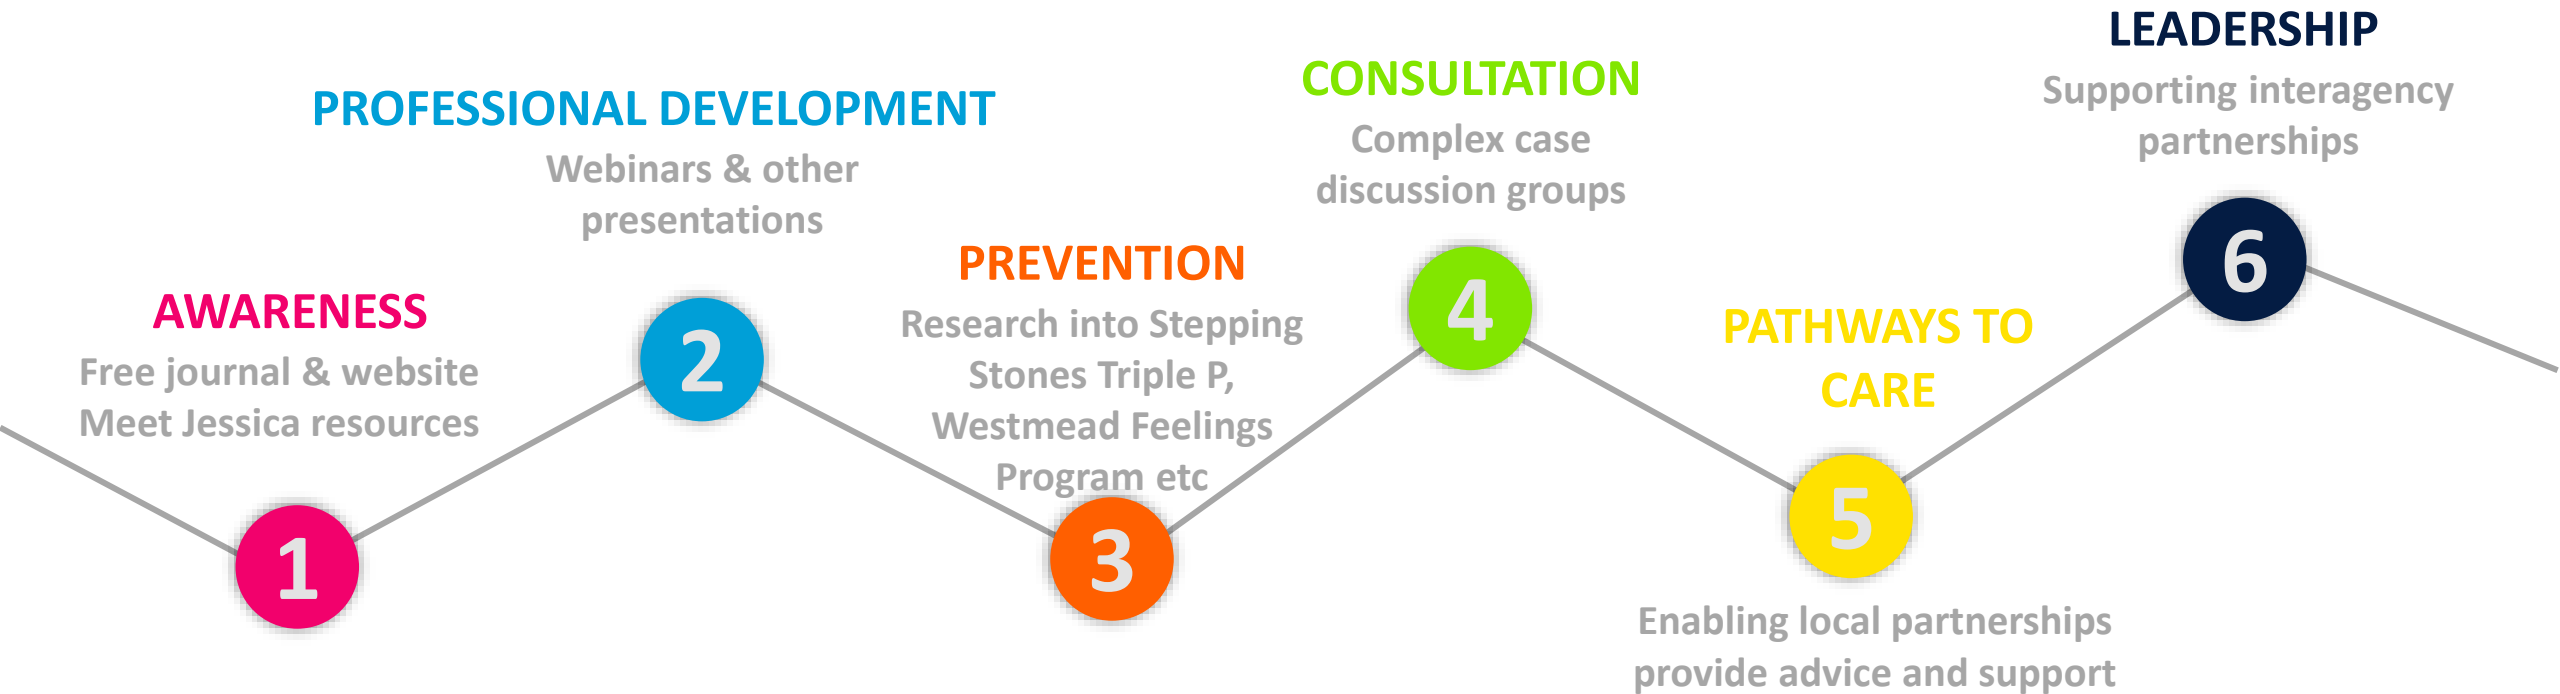 AWARENESS
Free journal & website
Meet Jessica resources
1
PROFESSIONAL DEVELOPMENT
Webinars & other
presentations
2
PREVENTION
Research into Stepping
Stones Triple P,
Westmead Feelings
Program etc
3
CONSULTATION
Complex case
discussion groups
4
PATHWAYS TO
CARE
5
Enabling local partnerships
provide advice and support
LEADERSHIP
Supporting interagency
partnerships
6